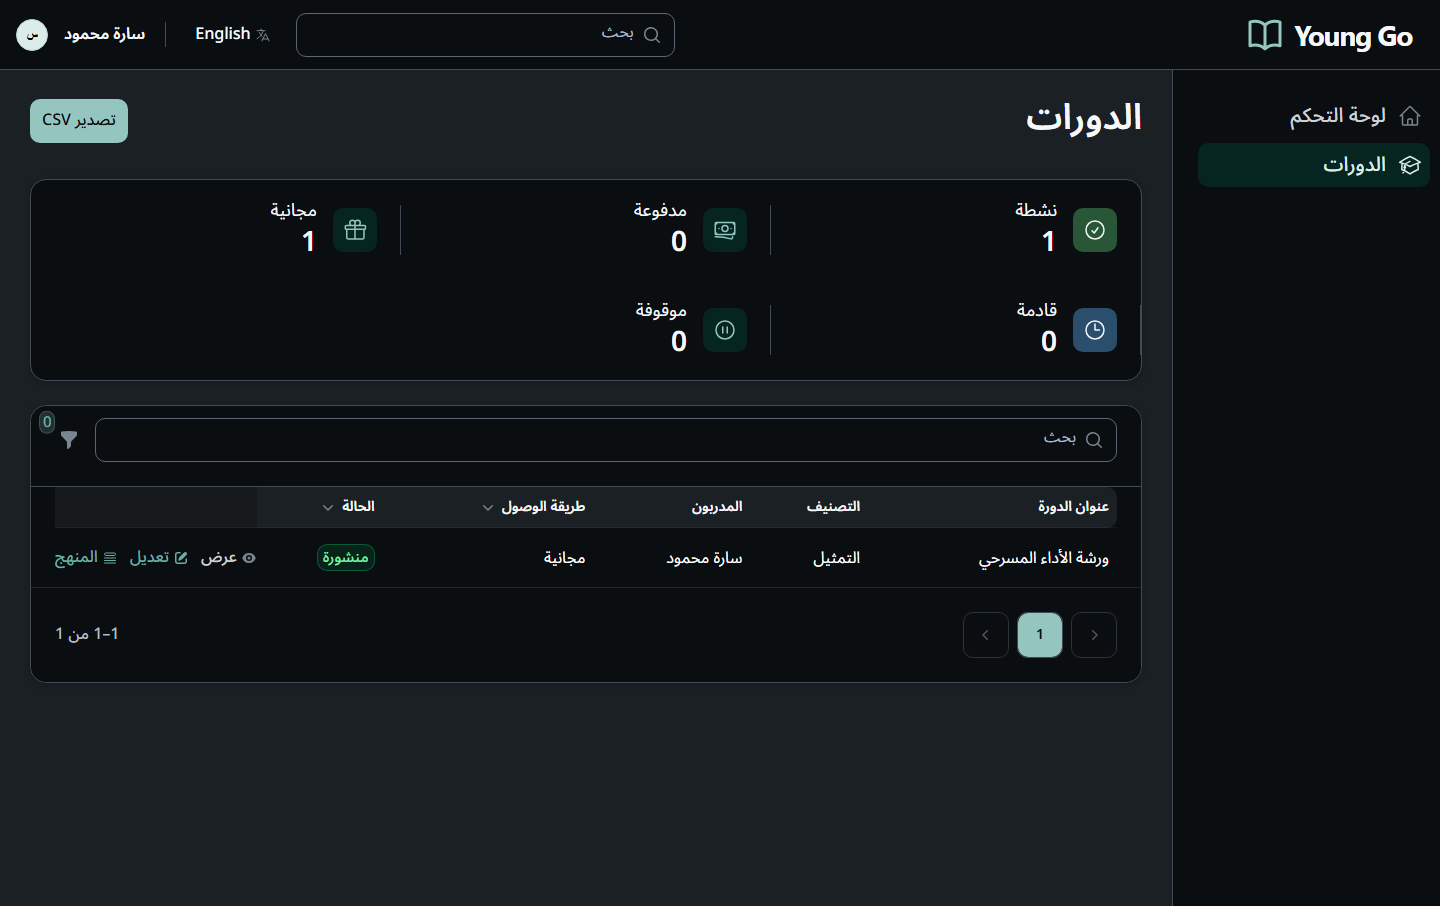 Young Go
بحث
English
سارة محمود
س
لوحة التحكم
الدورات
الدورات
تصدير CSV
نشطة
1
مدفوعة
0
مجانية
1
قادمة
0
موقوفة
0
بحث
0
عنوان الدورة التصنيف المدربون طريقة الوصول الحالة
ورشة الأداء المسرحي التمثيل سارة محمود مجانية منشورة عرض تعديل المنهج
1
1–1 من 1